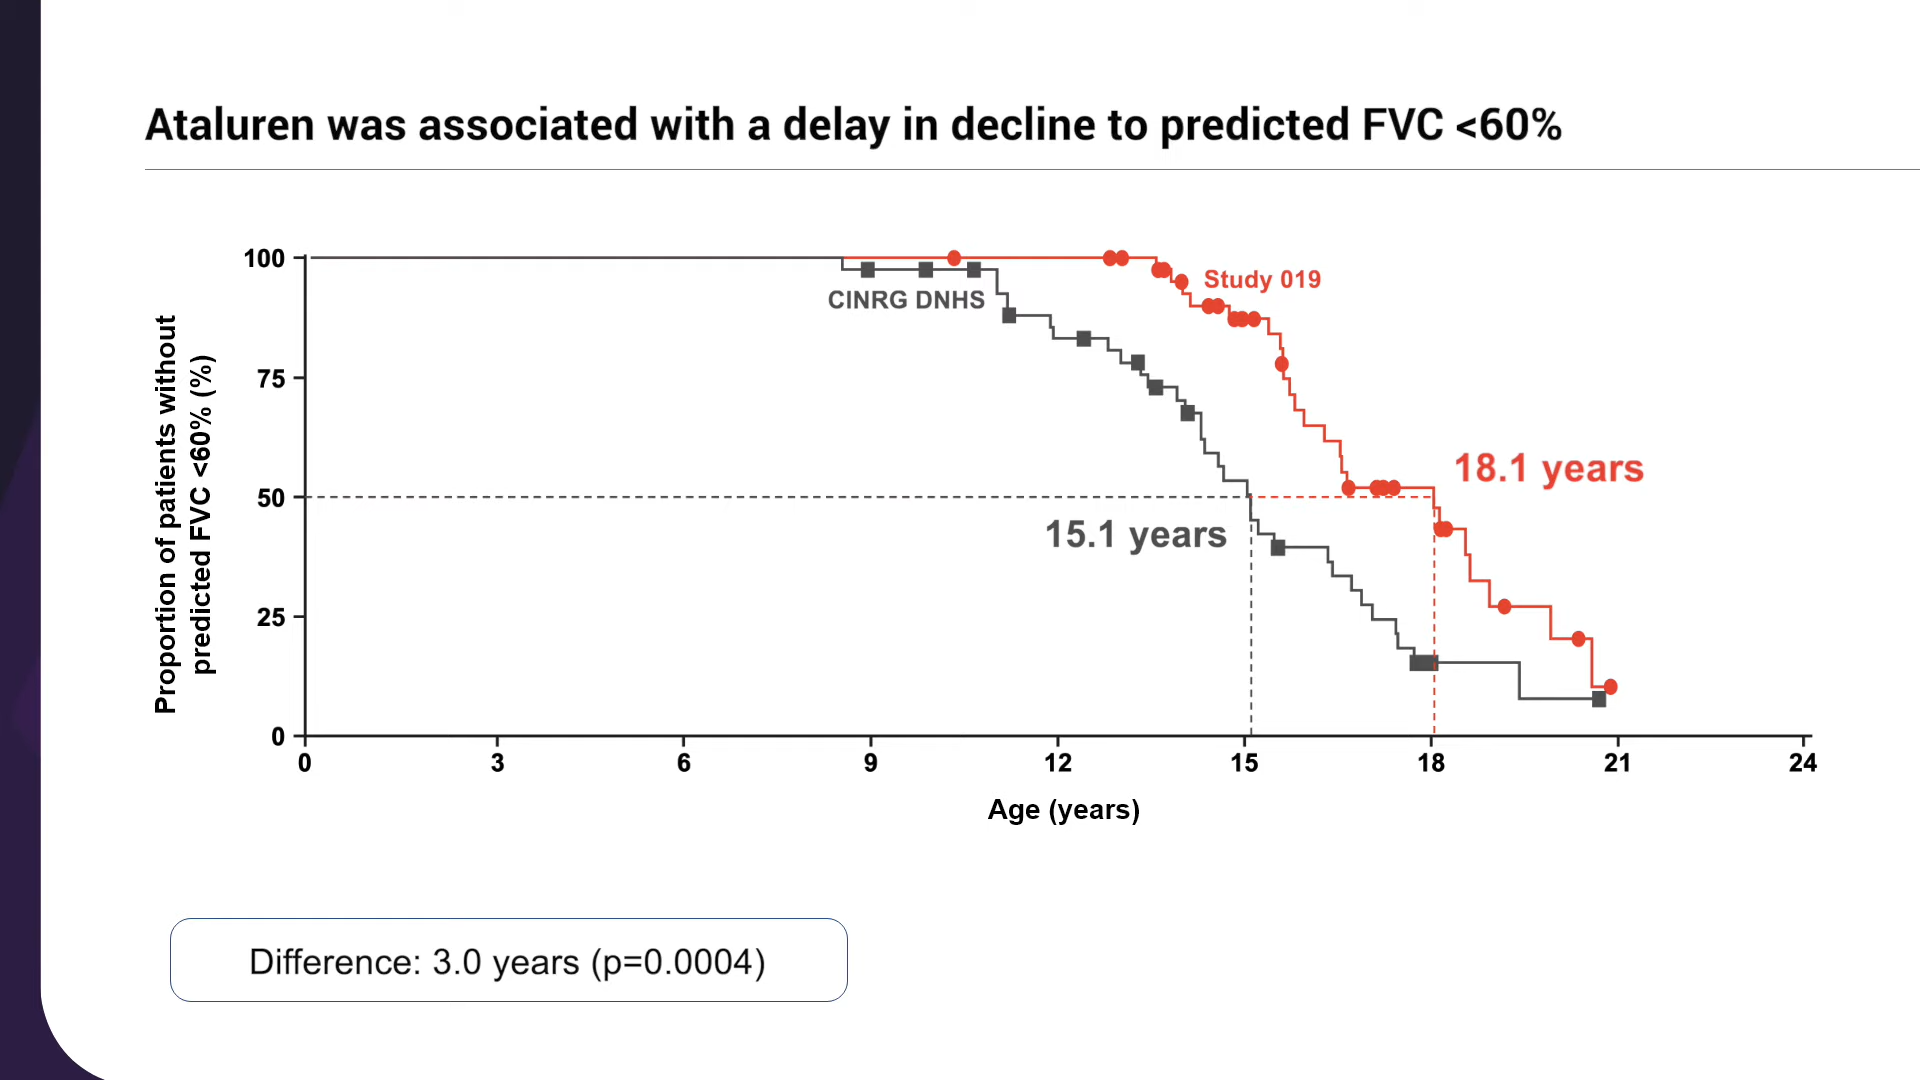 Ataluren was associated with a delay in decline to predicted FVC <60%
Proportion of patients without
predicted FVC <60% (%)
100
75
50
25
0
CINRG DNHS
Study 019
18.1 years
15.1 years
0 3 6 9 12 15 18 21 24
Age (years)
Difference: 3.0 years (p=0.0004)